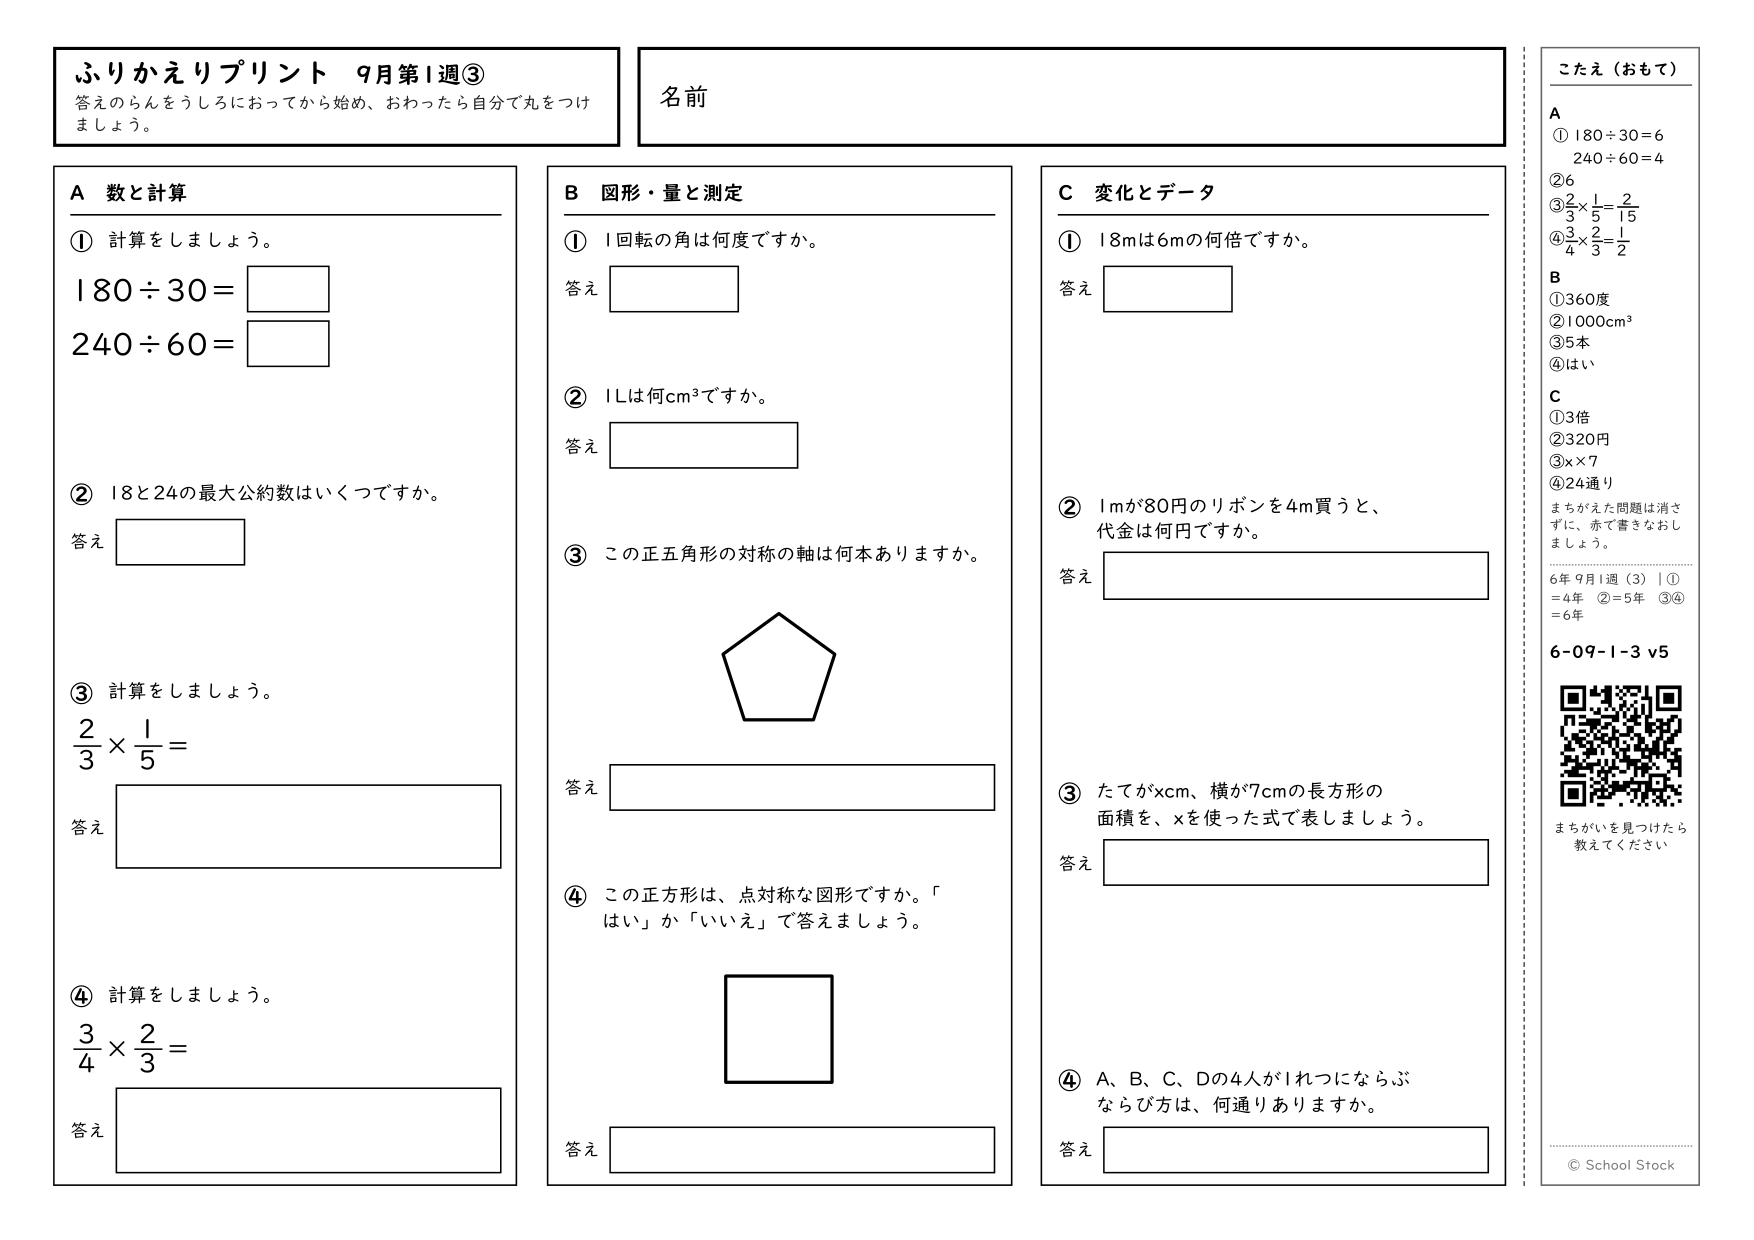 ふりかえりプリント　9月第1週③
答えのらんをうしろにおってから始め、おわったら自分で丸をつけ
ましょう。
名前
A　数と計算
① 計算をしましょう。
180÷30＝
240÷60＝
② 18と24の最大公約数はいくつですか。
答え
③ 計算をしましょう。
2/3 × 1/5 ＝
答え
④ 計算をしましょう。
3/4 × 2/3 ＝
答え
B　図形・量と測定
① 1回転の角は何度ですか。
答え
② 1Lは何cm³ですか。
答え
③ この正五角形の対称の軸は何本ありますか。
答え
④ この正方形は、点対称な図形ですか。「
はい」か「いいえ」で答えましょう。
答え
C　変化とデータ
① 18mは6mの何倍ですか。
答え
② 1mが80円のリボンを4m買うと、
代金は何円ですか。
答え
③ たてがxcm、横が7cmの長方形の
面積を、xを使った式で表しましょう。
答え
④ A、B、C、Dの4人が1れつにならぶ
ならび方は、何通りありますか。
答え
こたえ（おもて）
A
① 180÷30＝6
240÷60＝4
②6
③2/3×1/5＝2/15
④3/4×2/3＝1/2
B
①360度
②1000cm³
③5本
④はい
C
①3倍
②320円
③x×7
④24通り
まちがえた問題は消さ
ずに、赤で書きなおし
ましょう。
6年 9月1週（3）｜①
＝4年　②＝5年　③④
＝6年
6-09-1-3 v5
まちがいを見つけたら
教えてください
© School Stock